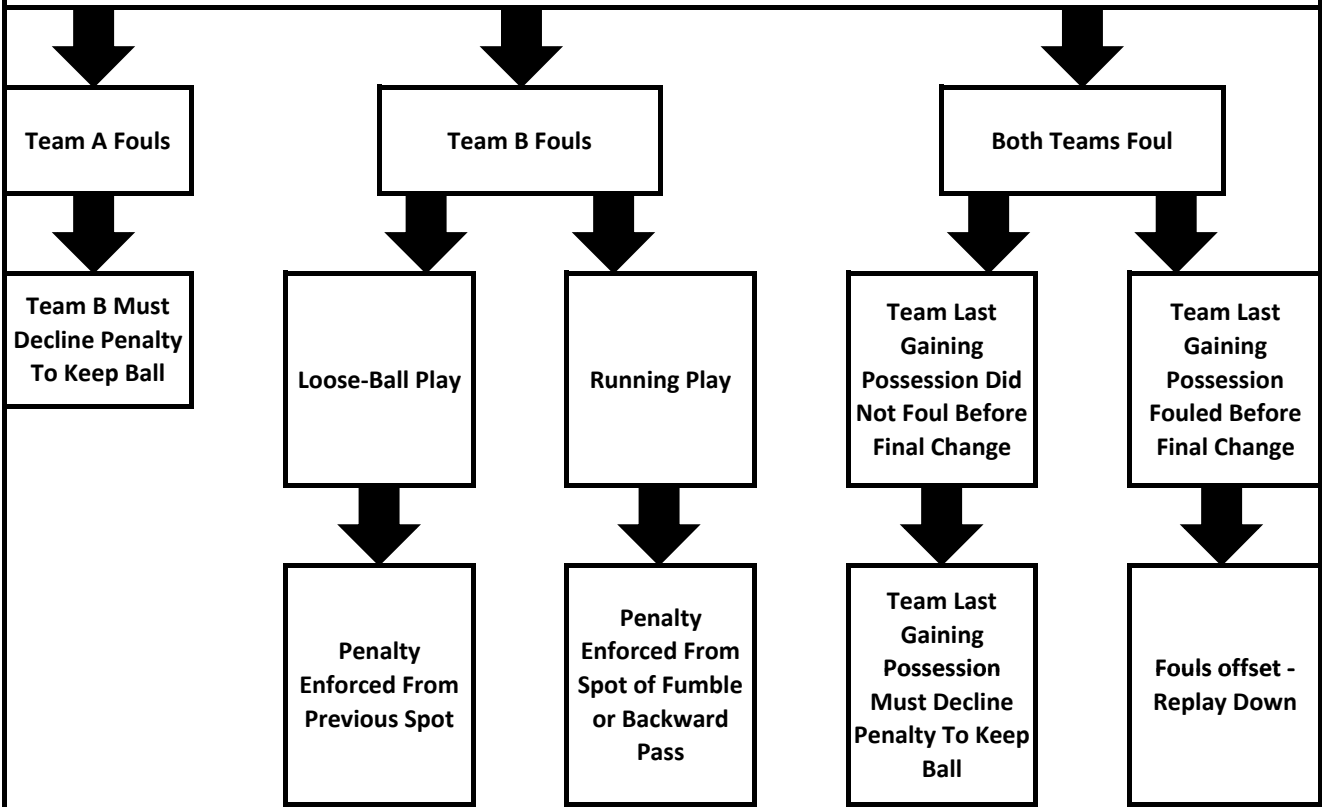 Team A Fouls
Team B Fouls
Both Teams Foul
Team B Must
Decline Penalty
To Keep Ball
Loose-Ball Play
Running Play
Team Last
Gaining
Possession Did
Not Foul Before
Final Change
Team Last
Gaining
Possession
Fouled Before
Final Change
Penalty
Enforced From
Previous Spot
Penalty
Enforced From
Spot of Fumble
or Backward
Pass
Team Last
Gaining
Possession
Must Decline
Penalty To Keep
Ball
Fouls offset -
Replay Down